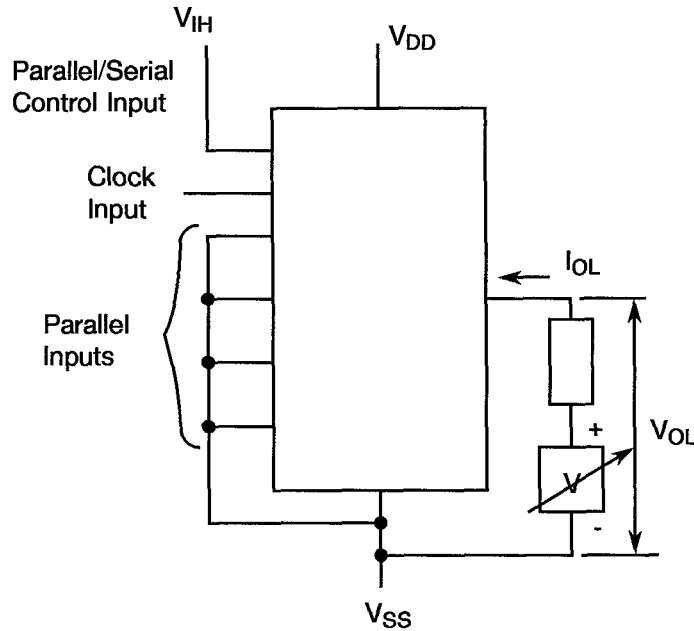 V_IH
V_DD
Parallel/Serial
Control Input
Clock
Input
I_OL
Parallel
Inputs
+
V_OL
V
-
V_SS